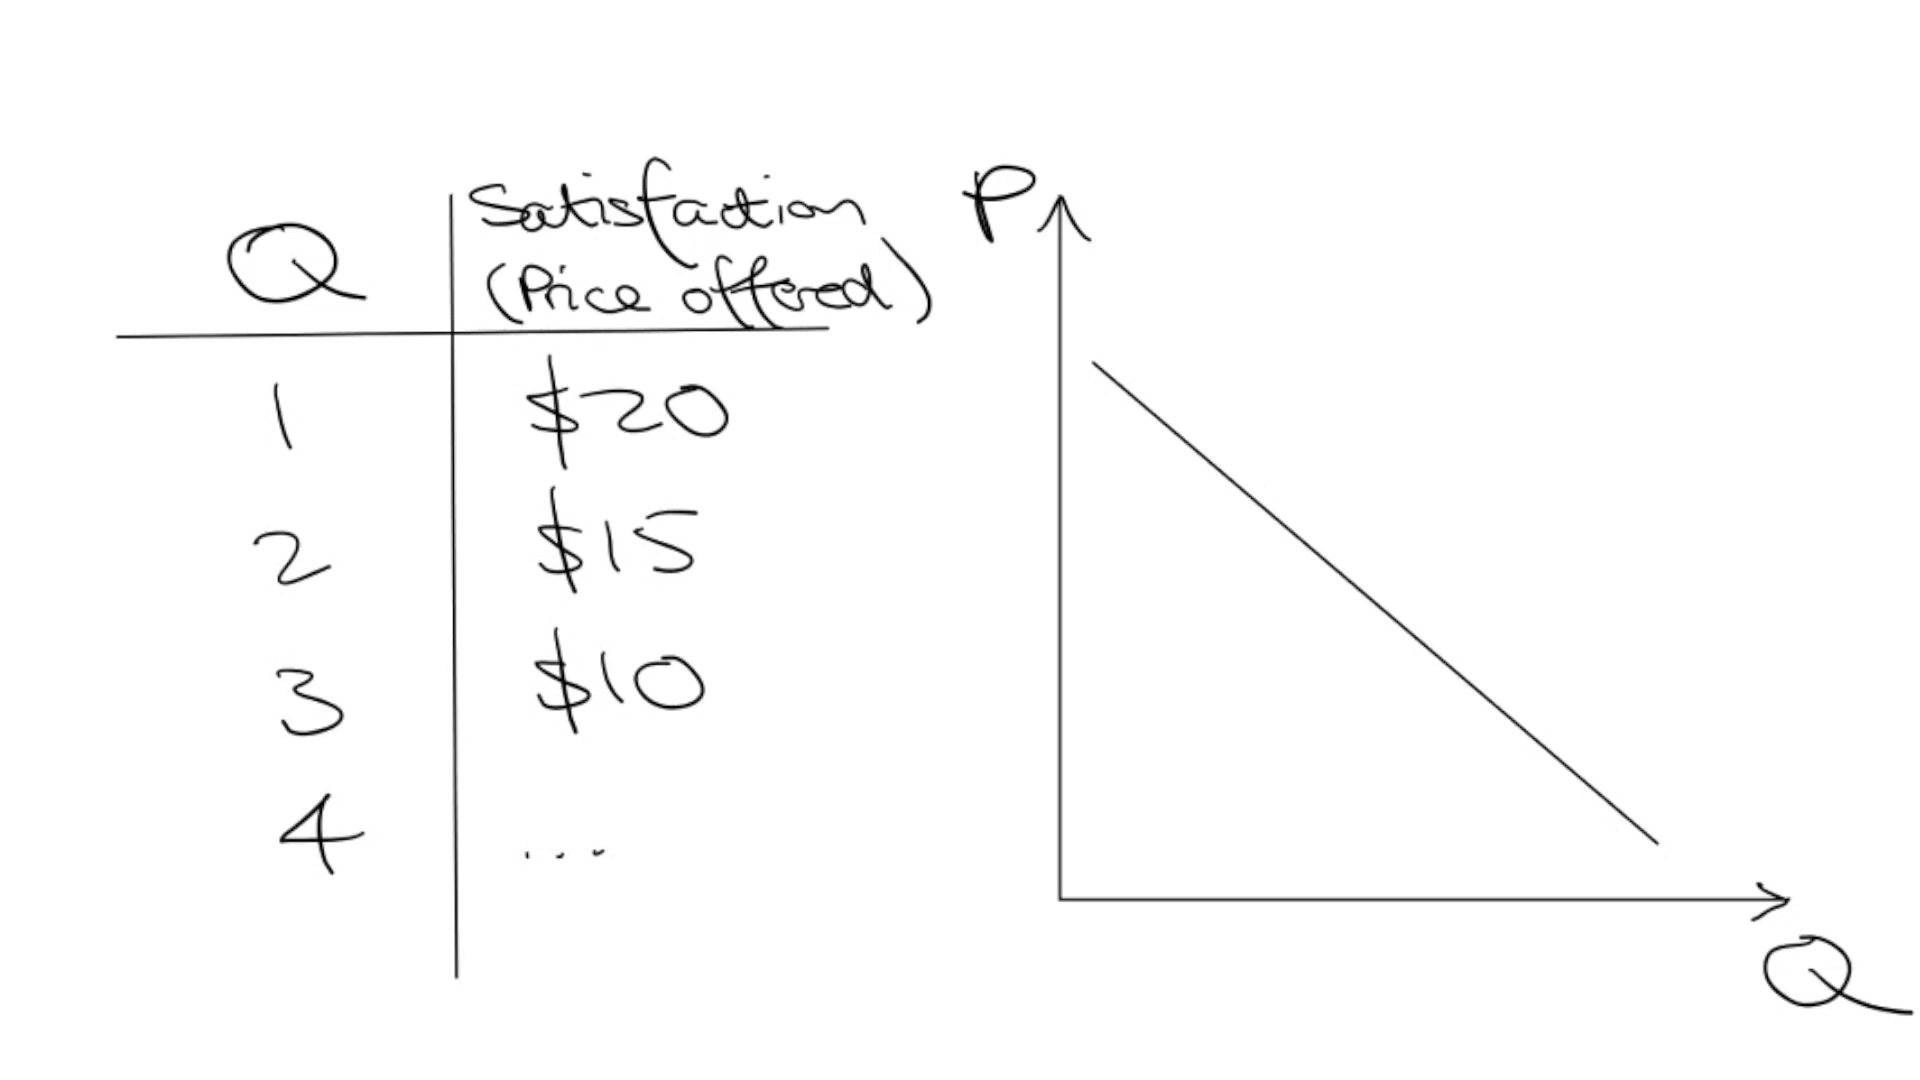 Q
Satisfaction
(Price offered)
1 $20
2 $15
3 $10
4 ...
P
Q